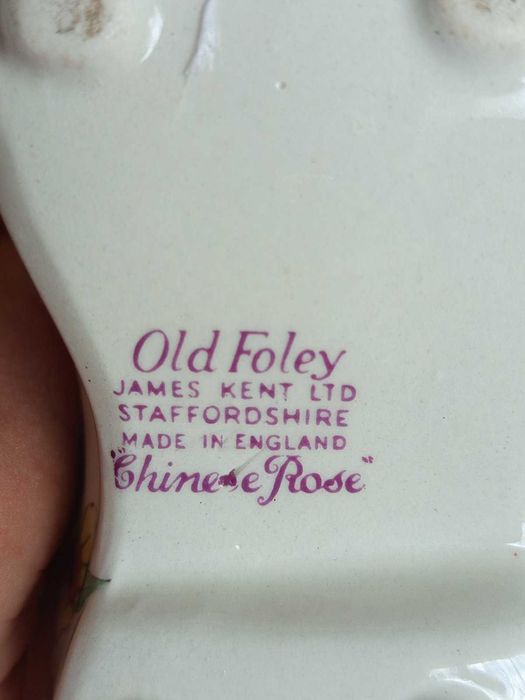 Old Foley
JAMES KENT LTD
STAFFORDSHIRE
MADE IN ENGLAND
"Chinese Rose"